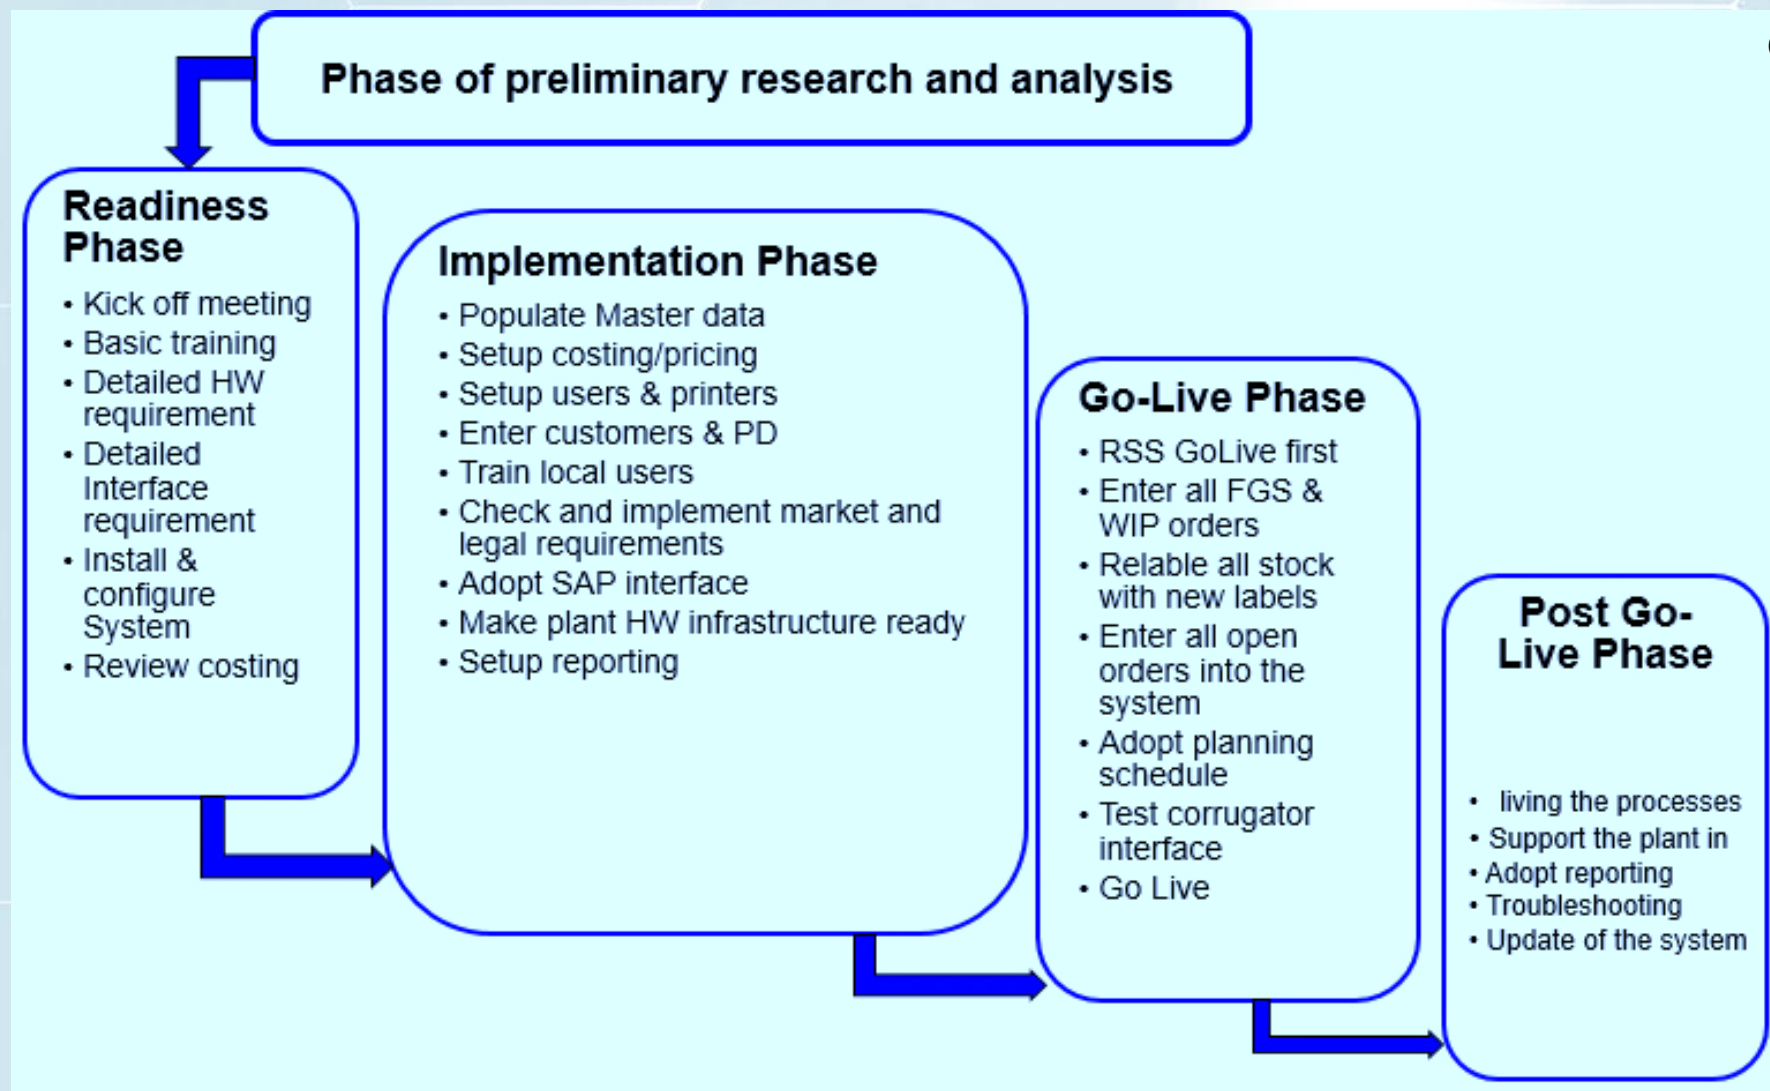 Phase of preliminary research and analysis
Readiness
Phase
• Kick off meeting
• Basic training
• Detailed HW
requirement
• Detailed
Interface
requirement
• Install &
configure
System
• Review costing
Implementation Phase
• Populate Master data
• Setup costing/pricing
• Setup users & printers
• Enter customers & PD
• Train local users
• Check and implement market and
legal requirements
• Adopt SAP interface
• Make plant HW infrastructure ready
• Setup reporting
Go-Live Phase
• RSS GoLive first
• Enter all FGS &
WIP orders
• Relable all stock
with new labels
• Enter all open
orders into the
system
• Adopt planning
schedule
• Test corrugator
interface
• Go Live
Post Go-
Live Phase
• living the processes
• Support the plant in
• Adopt reporting
• Troubleshooting
• Update of the system